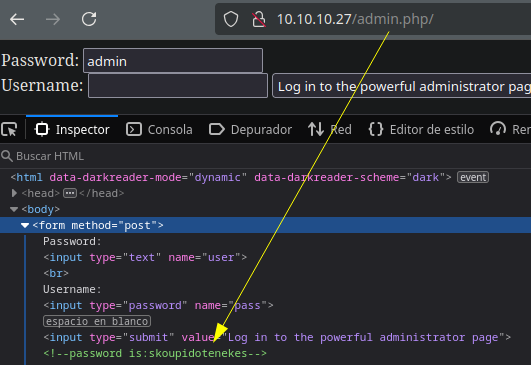 10.10.10.27/admin.php/
Password: admin
Username: Log in to the powerful administrator page
Inspector Consola Depurador Red Editor de estilo Ren
Buscar HTML
<html data-darkreader-mode="dynamic" data-darkreader-scheme="dark"> event
<head> ••• </head>
<body>
<form method="post">
Password:
<input type="text" name="user">
<br>
Username:
<input type="password" name="pass">
espacio en blanco
<input type="submit" value="Log in to the powerful administrator page">
<!--password is:skoupidotenekes-->